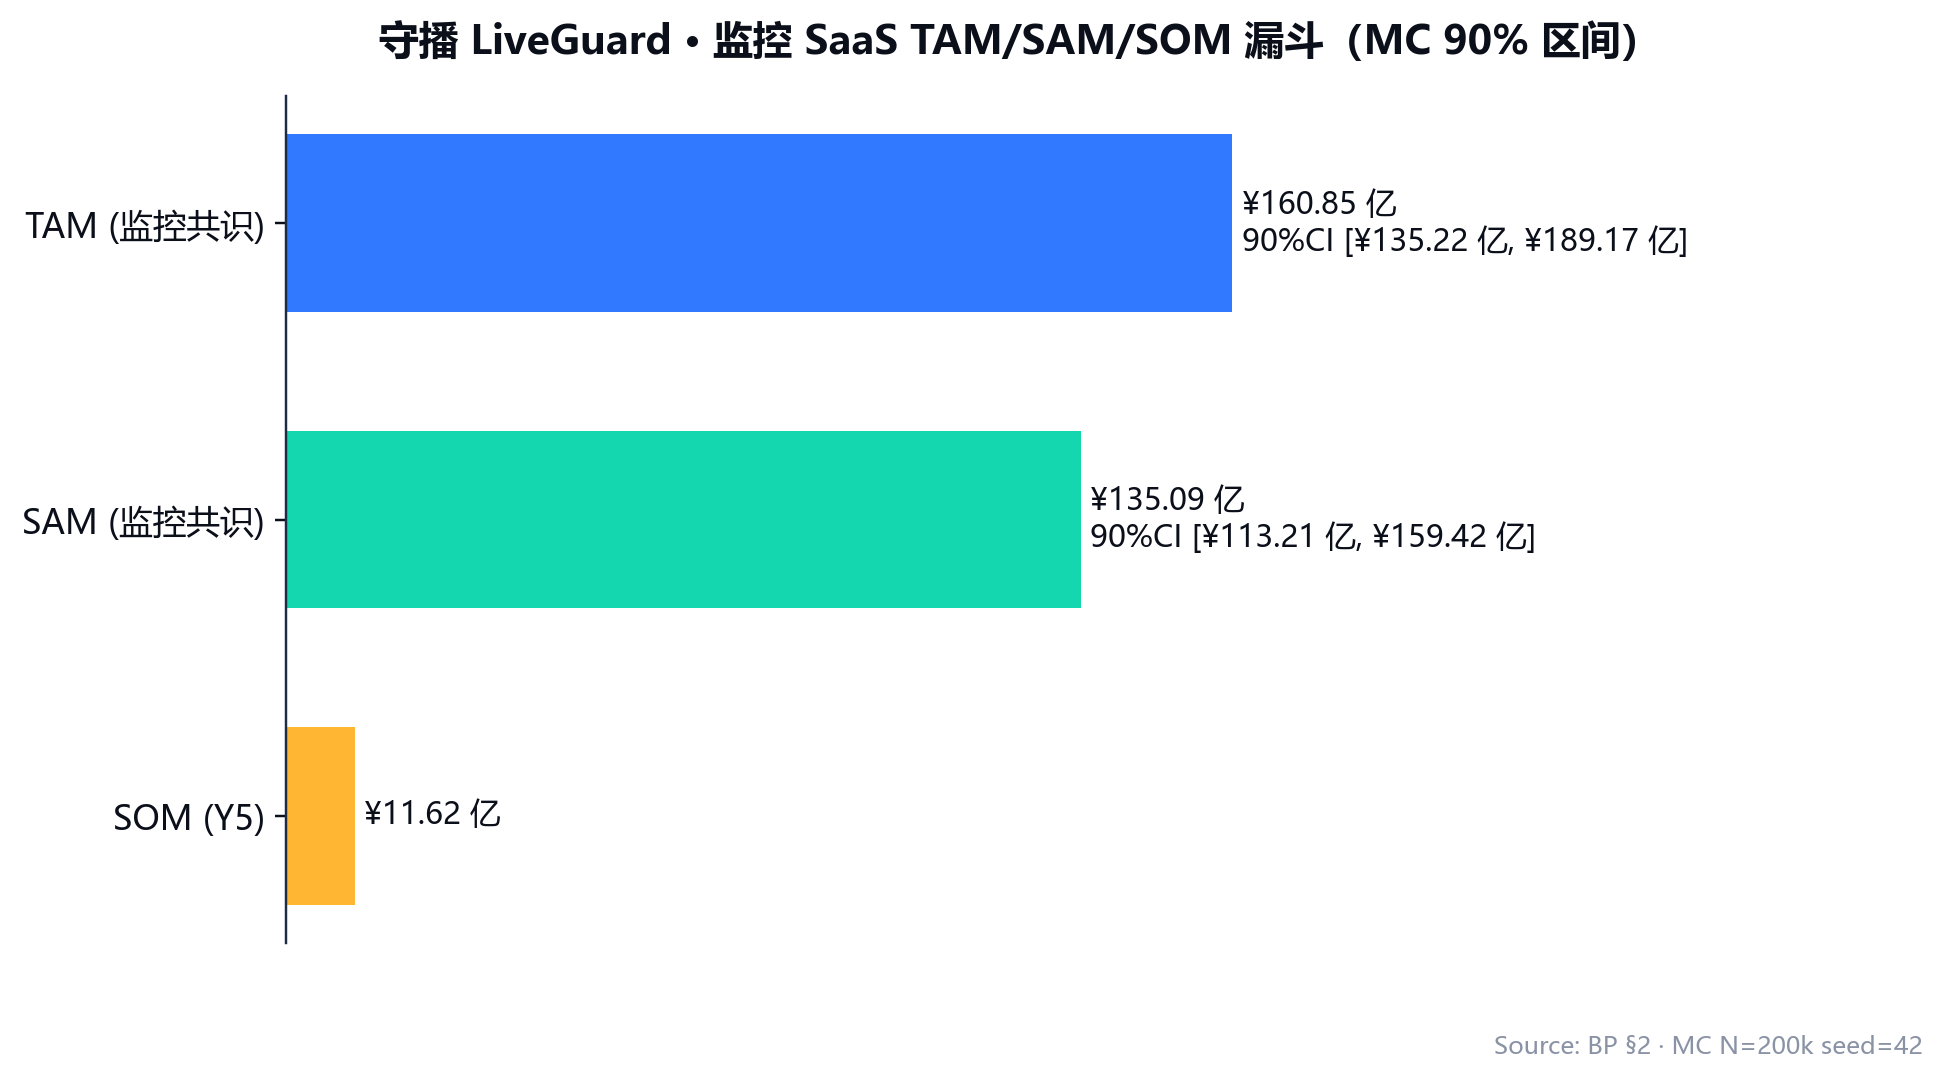 守播 LiveGuard • 监控 SaaS TAM/SAM/SOM 漏斗（MC 90% 区间）
TAM (监控共识)
¥160.85 亿
90%CI [¥135.22 亿, ¥189.17 亿]
SAM (监控共识)
¥135.09 亿
90%CI [¥113.21 亿, ¥159.42 亿]
SOM (Y5)
¥11.62 亿
Source: BP §2 · MC N=200k seed=42